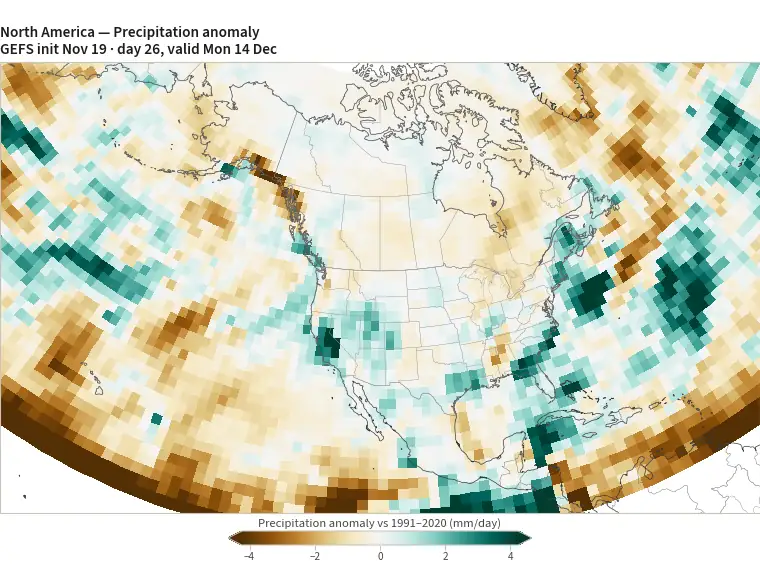 North America — Precipitation anomaly
GEFS init Nov 19 · day 26, valid Mon 14 Dec
Precipitation anomaly vs 1991–2020 (mm/day)
−4 −2 0 2 4